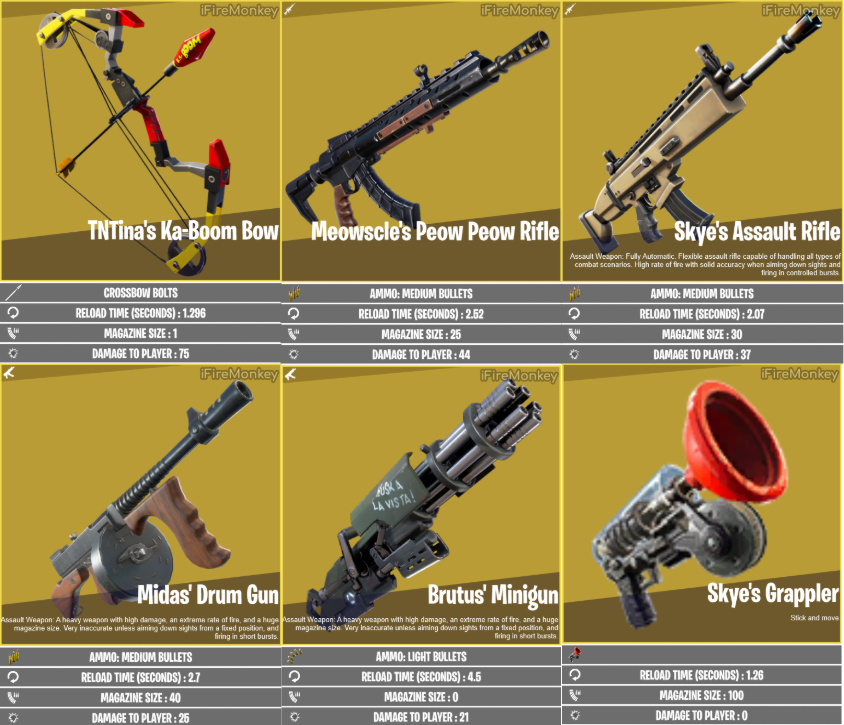 iFireMonkey
TNTina's Ka-Boom Bow
CROSSBOW BOLTS
RELOAD TIME (SECONDS) : 1.296
MAGAZINE SIZE : 1
DAMAGE TO PLAYER : 75
iFireMonkey
Meowscle's Peow Peow Rifle
AMMO: MEDIUM BULLETS
RELOAD TIME (SECONDS) : 2.52
MAGAZINE SIZE : 25
DAMAGE TO PLAYER : 44
iFireMonkey
Skye's Assault Rifle
Assault Weapon: Fully Automatic. Flexible assault rifle capable of handling all types of
combat scenarios. High rate of fire with solid accuracy when aiming down sights and
firing in controlled bursts.
AMMO: MEDIUM BULLETS
RELOAD TIME (SECONDS) : 2.07
MAGAZINE SIZE : 30
DAMAGE TO PLAYER : 37
iFireMonkey
Midas' Drum Gun
Assault Weapon: A heavy weapon with high damage, an extreme rate of fire, and a huge
magazine size. Very inaccurate unless aiming down sights from a fixed position, and
firing in short bursts.
AMMO: MEDIUM BULLETS
RELOAD TIME (SECONDS) : 2.7
MAGAZINE SIZE : 40
DAMAGE TO PLAYER : 25
iFireMonkey
LA VISTA!
Brutus' Minigun
Assault Weapon: A heavy weapon with high damage, an extreme rate of fire, and a huge
magazine size. Very inaccurate unless aiming down sights from a fixed position, and
firing in short bursts.
AMMO: LIGHT BULLETS
RELOAD TIME (SECONDS) : 4.5
MAGAZINE SIZE : 0
DAMAGE TO PLAYER : 21
iFireMonkey
Skye's Grappler
Stick and move
RELOAD TIME (SECONDS) : 1.26
MAGAZINE SIZE : 100
DAMAGE TO PLAYER : 0